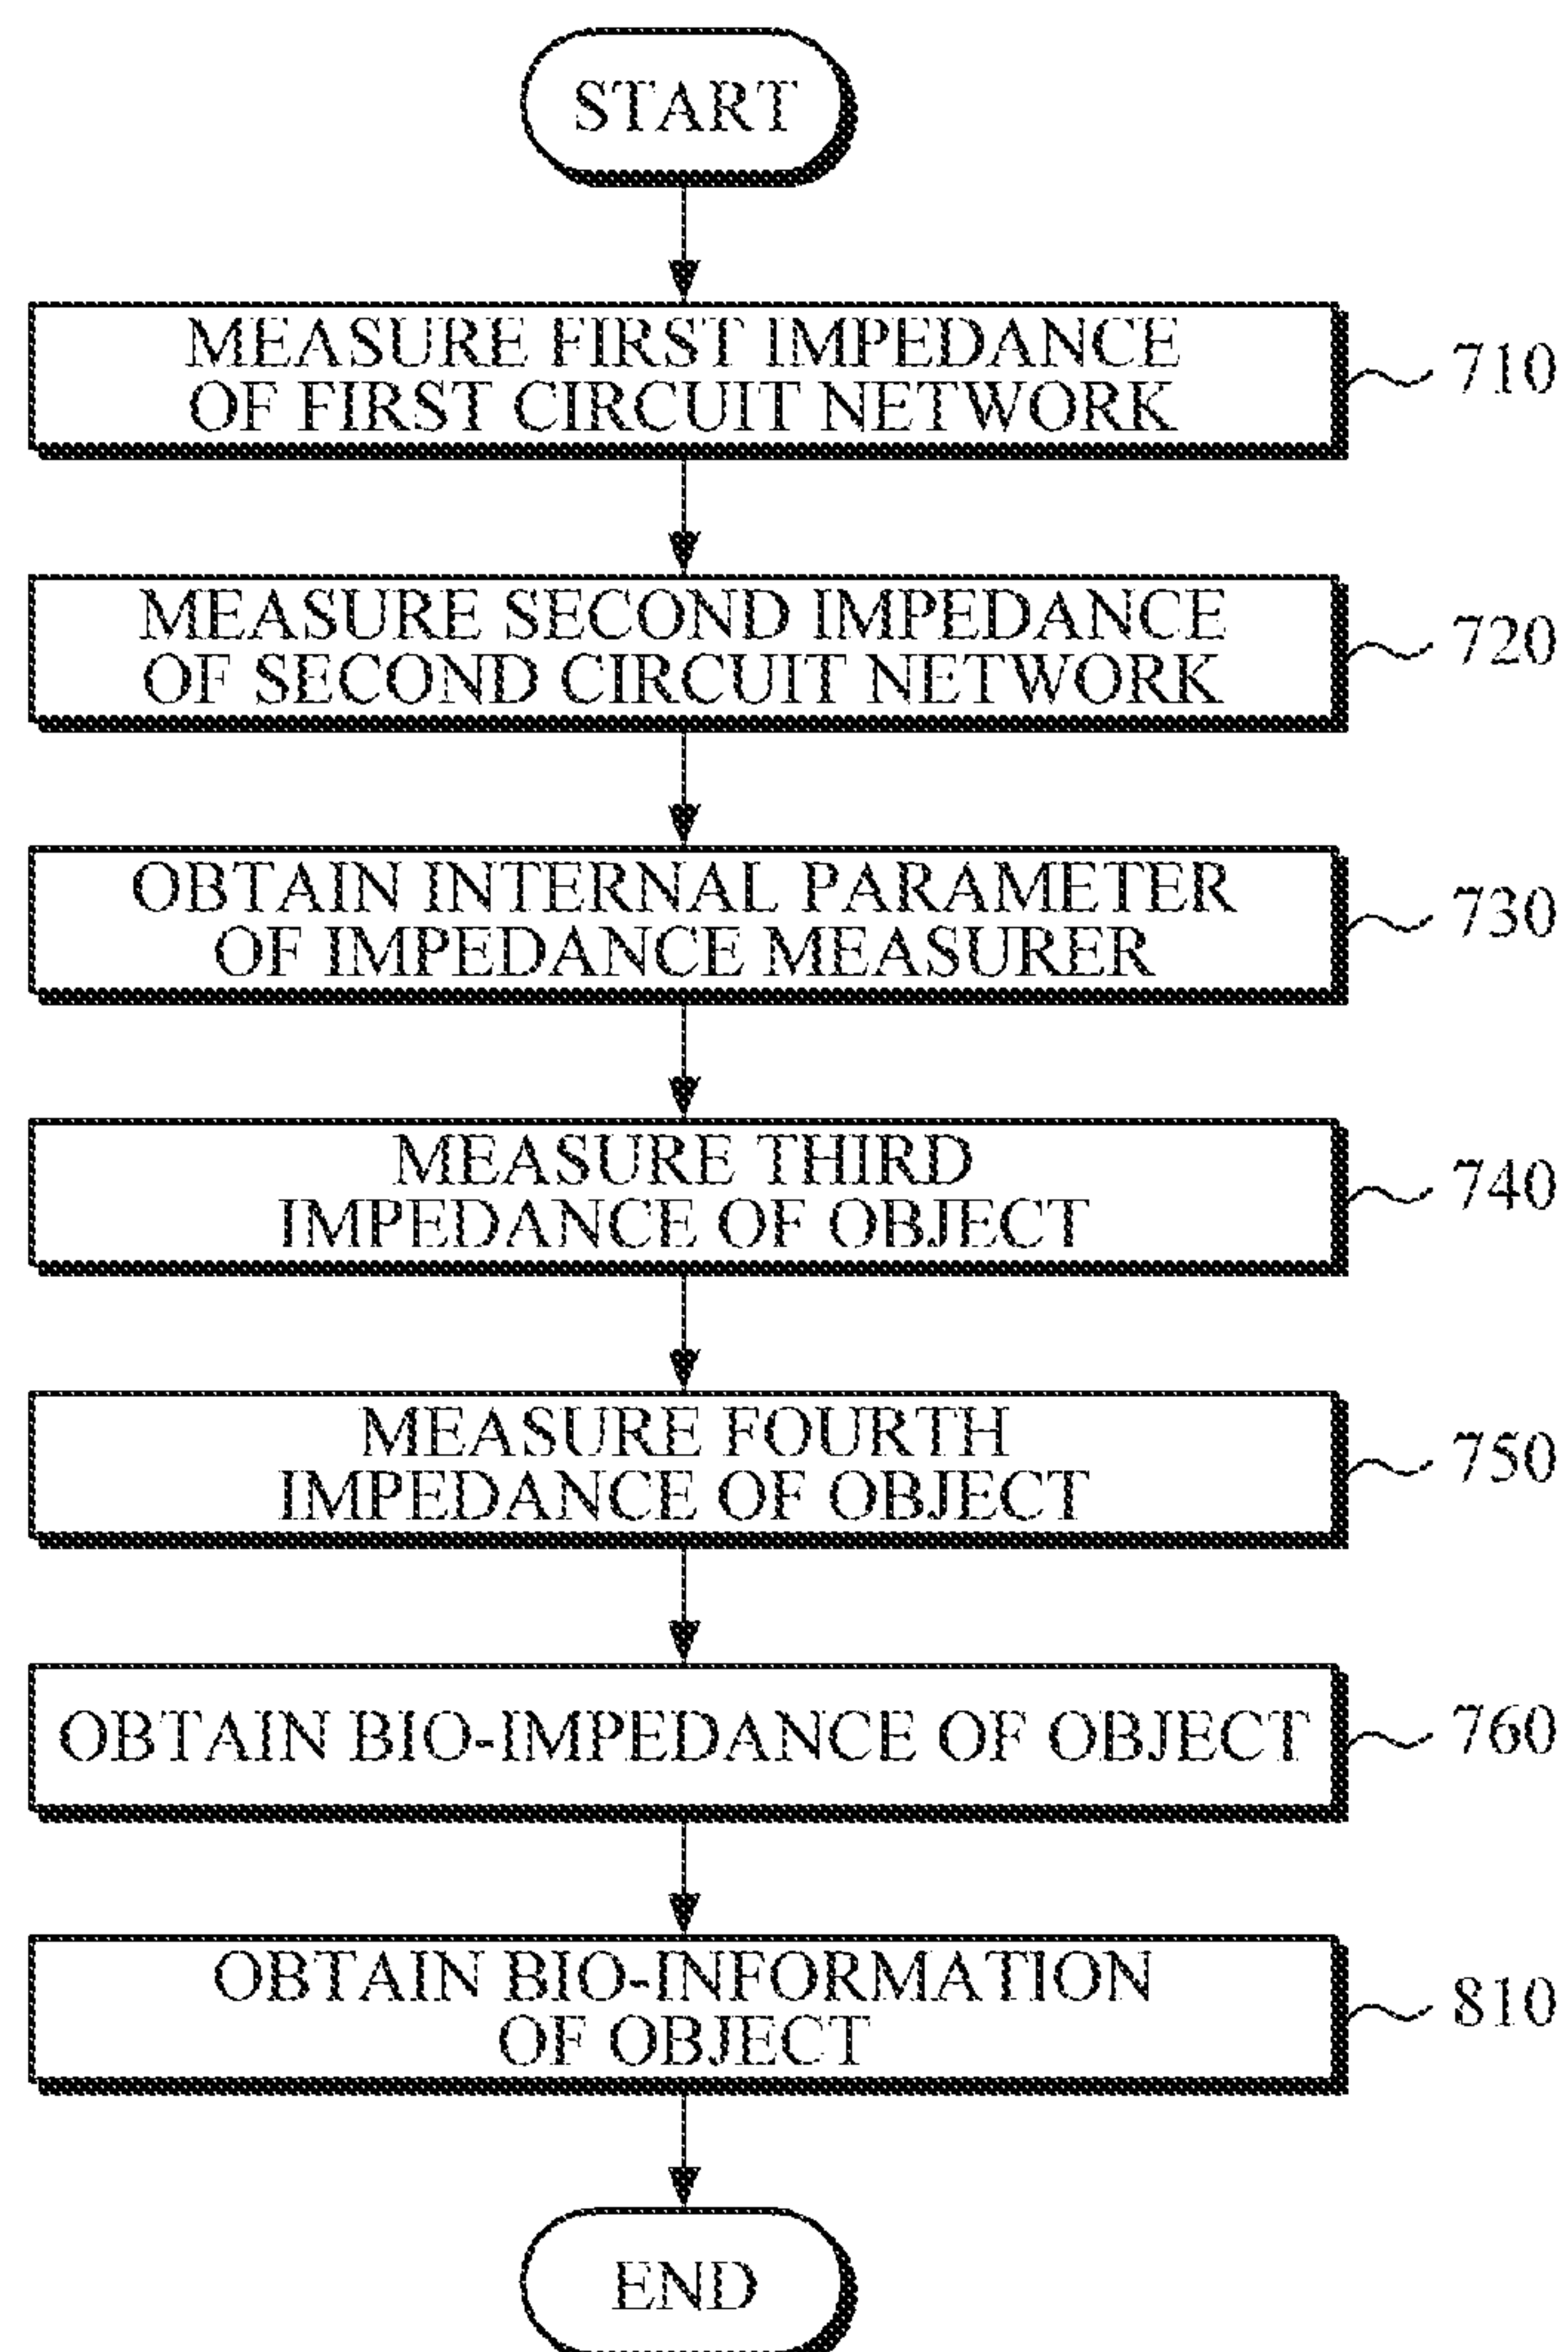 START
MEASURE FIRST IMPEDANCE
OF FIRST CIRCUIT NETWORK
710
MEASURE SECOND IMPEDANCE
OF SECOND CIRCUIT NETWORK
720
OBTAIN INTERNAL PARAMETER
OF IMPEDANCE MEASURER
730
MEASURE THIRD
IMPEDANCE OF OBJECT
740
MEASURE FOURTH
IMPEDANCE OF OBJECT
750
OBTAIN BIO-IMPEDANCE OF OBJECT
760
OBTAIN BIO-INFORMATION
OF OBJECT
810
END